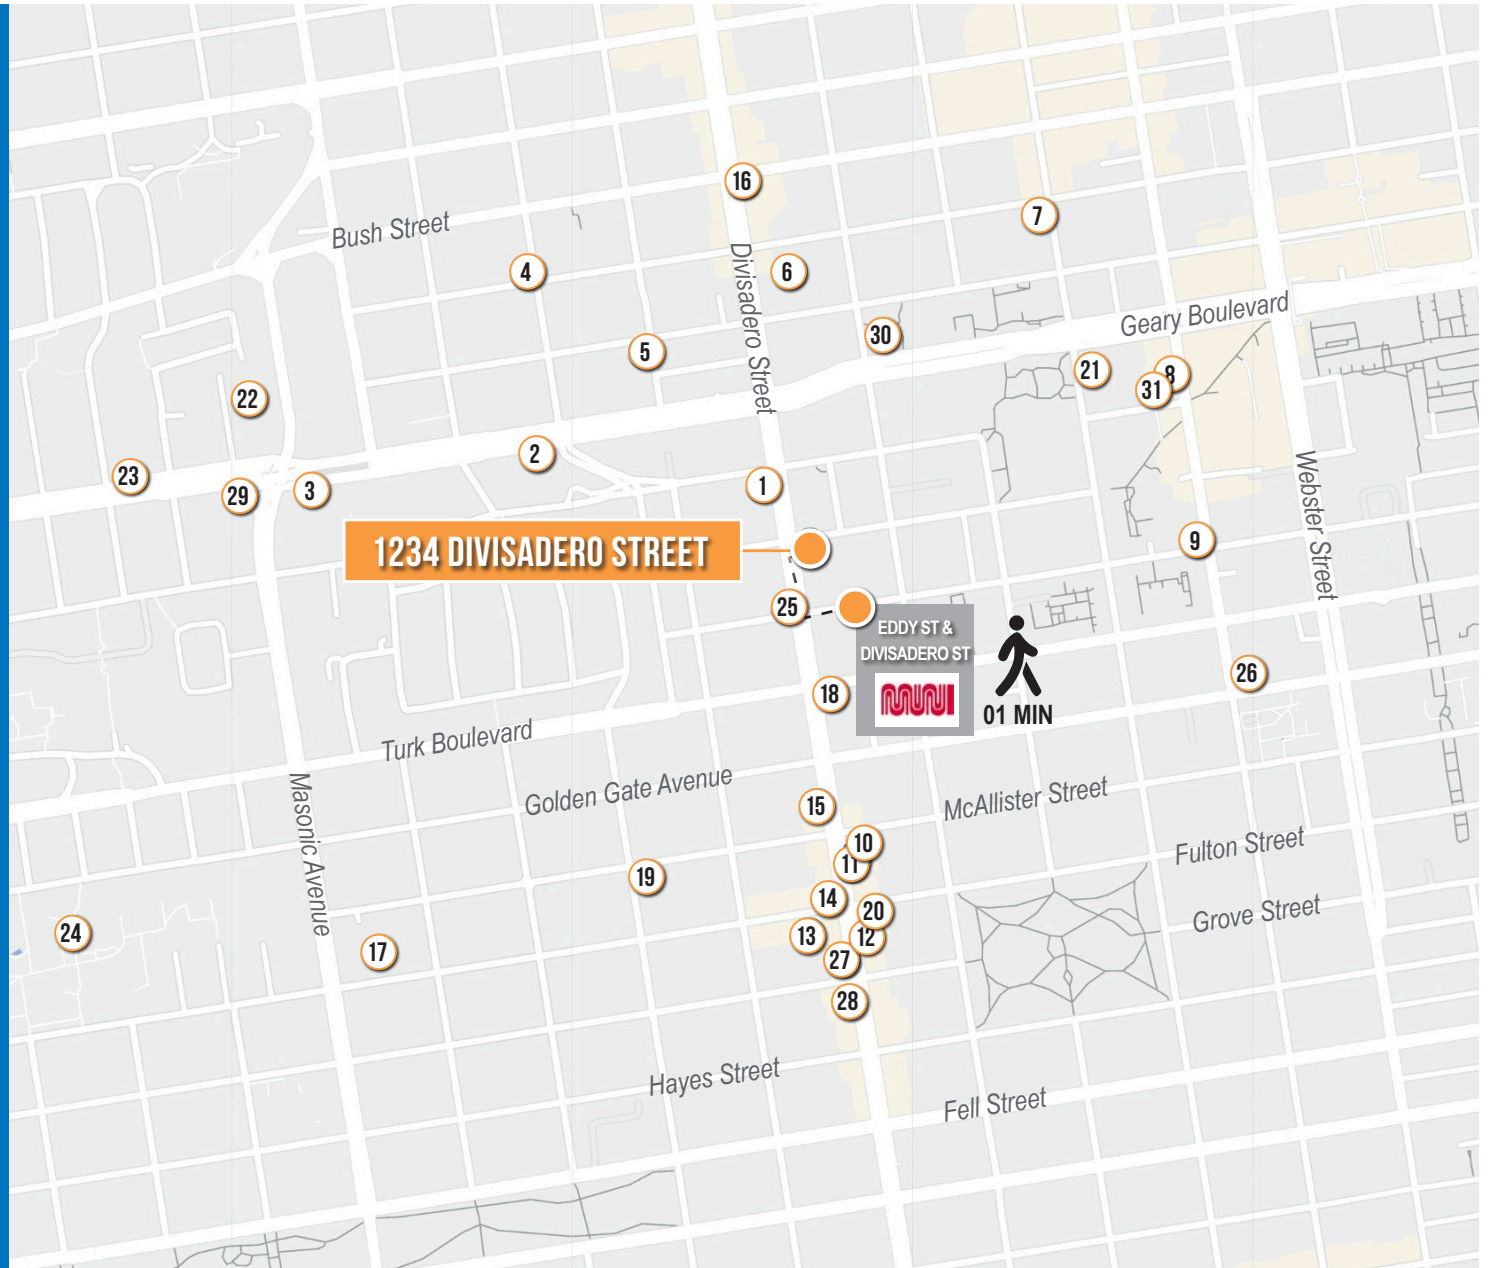 16
7
Bush Street
4
Divisadero Street
6
Geary Boulevard
30
5
21
8
31
22
2
23
29
3
1
Webster Street
1234 DIVISADERO STREET
9
25
EDDY ST &
DIVISADERO ST
MUNI
01 MIN
26
18
Turk Boulevard
Golden Gate Avenue
Masonic Avenue
McAllister Street
15
10
11
Fulton Street
19
14
20
Grove Street
24
13
12
17
27
28
Hayes Street
Fell Street